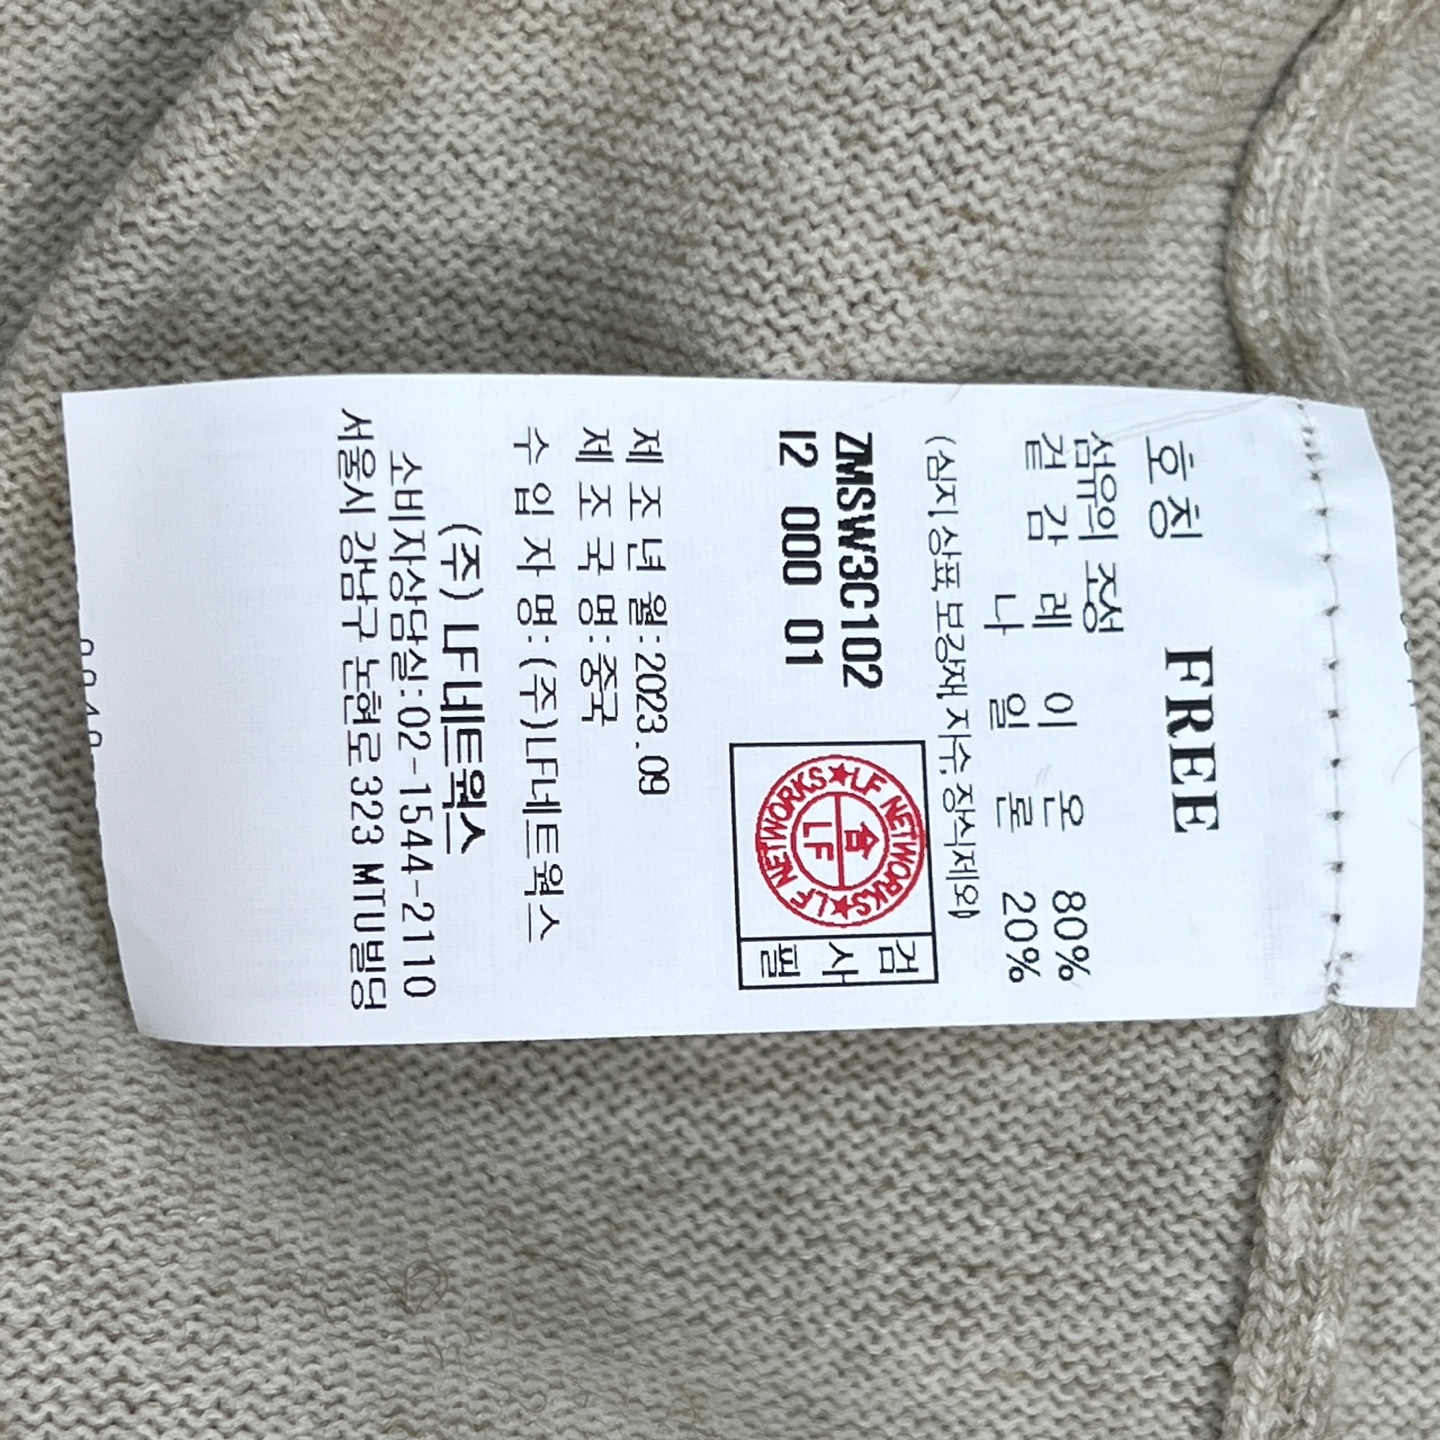 호칭 FREE
섬유의 조성
겉감 레이온 80%
나일론 20%
(심지, 상표, 보강재, 자수, 장식제외)
ZMSW3C102
I2 000 01
LF NETWORKS★LF NETWORKS★
合
LF
검사필
제조년월:2023.09
제조국명:중국
수입자명:(주)LF네트웍스
(주)LF네트웍스
소비자상담실:02-1544-2110
서울시 강남구 논현로 323 MTU빌딩